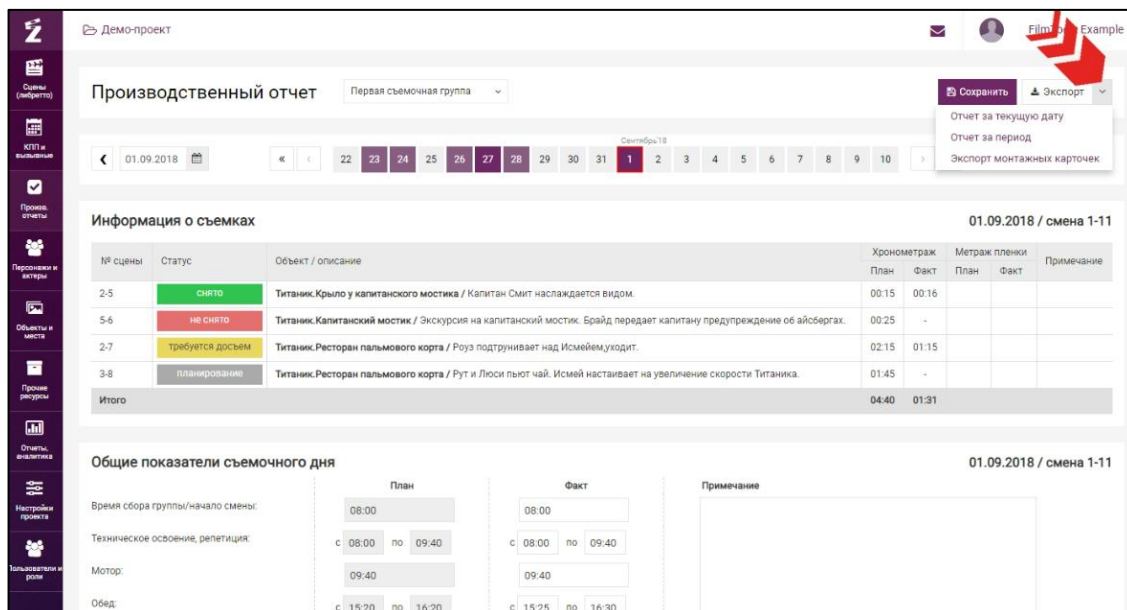 Демо-проект
Example
Сцены
(либретто)
КПП и
вызывные
Произв.
отчеты
Персонажи и
актеры
Объекты и
места
Прочие
ресурсы
Отчеты,
аналитика
Настройки
проекта
Пользователи и
роли
Производственный отчет
Первая съемочная группа
Сохранить
Экспорт
Отчет за текущую дату
Отчет за период
Экспорт монтажных карточек
01.09.2018
« ‹ 22 23 24 25 26 27 28 29 30 31 1 2 3 4 5 6 7 8 9 10 ›
Сентябрь'18
Информация о съемках
01.09.2018 / смена 1-11
№ сцены Статус Объект / описание Хронометраж Метраж пленки Примечание
План Факт План Факт
2-5 снято Титаник.Крыло у капитанского мостика / Капитан Смит наслаждается видом. 00:15 00:16
5-6 не снято Титаник.Капитанский мостик / Экскурсия на капитанский мостик. Брайд передает капитану предупреждение об айсбергах. 00:25 -
2-7 требуется досъем Титаник.Ресторан пальмового корта / Роуз подтрунивает над Исмейем,уходит. 02:15 01:15
3-8 планирование Титаник.Ресторан пальмового корта / Рут и Люси пьют чай. Исмей настаивает на увеличение скорости Титаника. 01:45 -
Итого 04:40 01:31
Общие показатели съемочного дня
01.09.2018 / смена 1-11
План Факт Примечание
Время сбора группы/начало смены: 08:00 08:00
Техническое освоение, репетиция: с 08:00 по 09:40 с 08:00 по 09:40
Мотор: 09:40 09:40
Обед: с 15:20 по 16:20 с 15:25 по 16:30